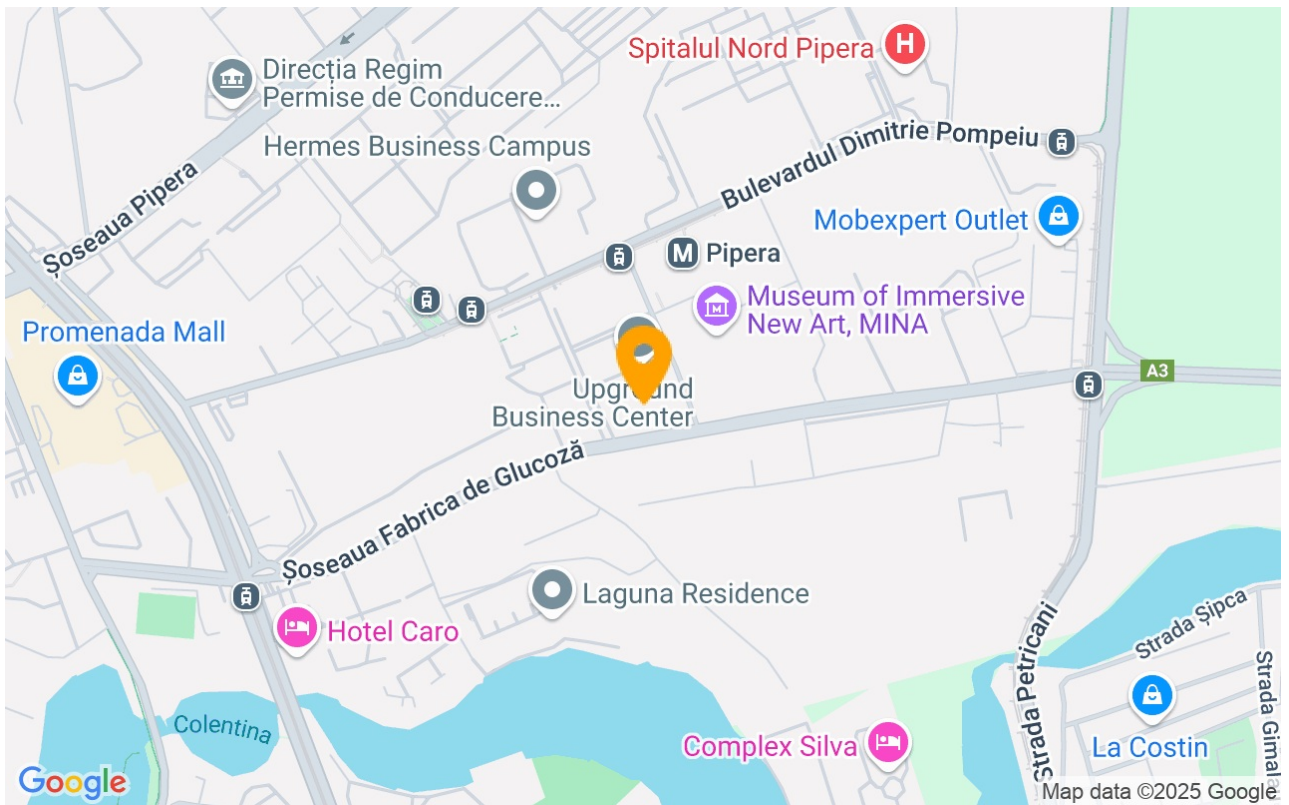 Spitalul Nord Pipera
H
Direcția Regim
Permise de Conducere...
Hermes Business Campus
Bulevardul Dimitrie Pompeiu
Șoseaua Pipera
Mobexpert Outlet
M Pipera
Museum of Immersive
New Art, MINA
Promenada Mall
A3
Upground
Business Center
Șoseaua Fabrica de Glucoză
Laguna Residence
Hotel Caro
Strada Șipca
Strada Petricani
Colentina
Complex Silva
La Costin
Google
Map data ©2025 Google